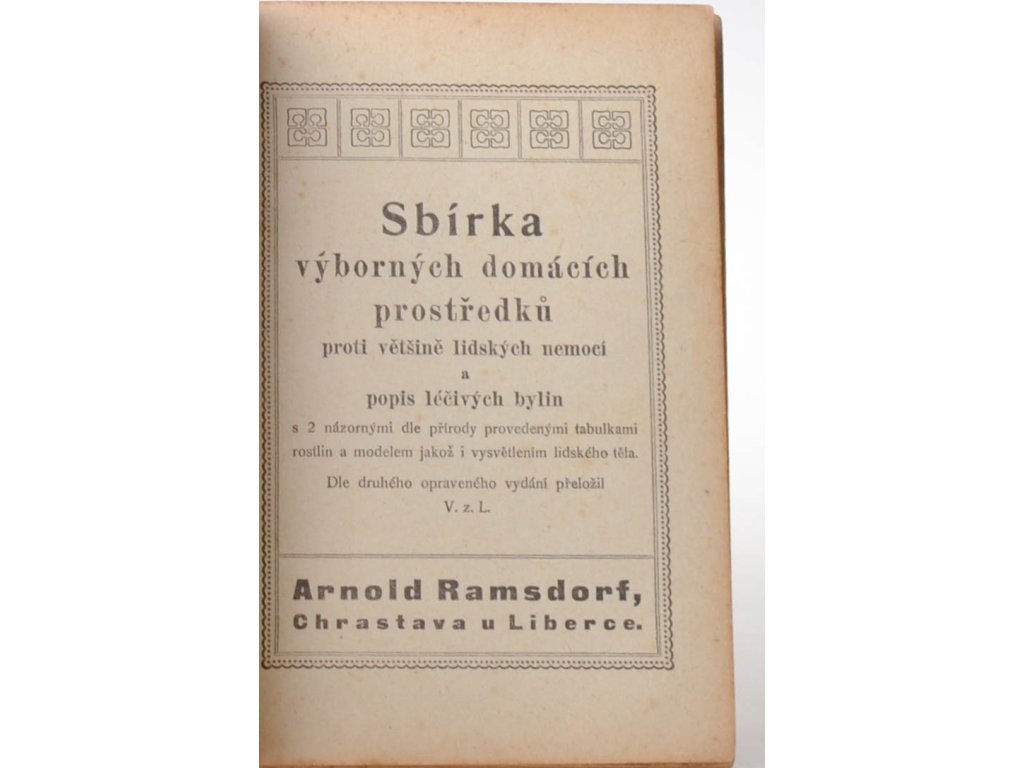 Sbírka
výborných domácích
prostředků
proti většině lidských nemocí
a
popis léčivých bylin
s 2 názornými dle přírody provedenými tabulkami
rostlin a modelem jakož i vysvětlením lidského těla.
Dle druhého opraveného vydání přeložil
V. z. L.
Arnold Ramsdorf,
Chrastava u Liberce.